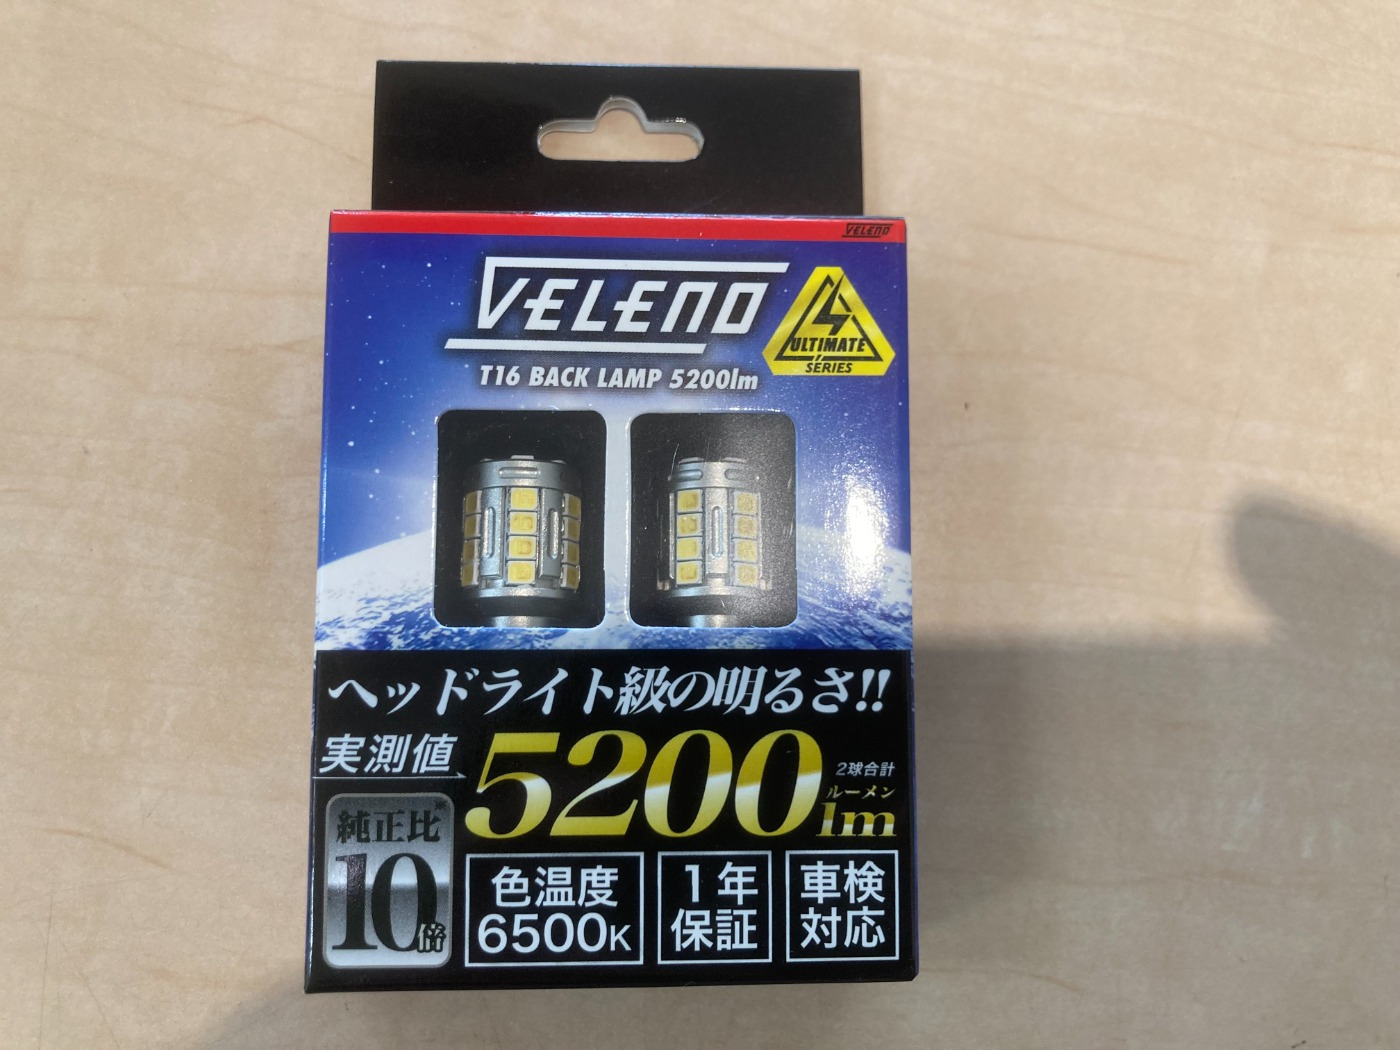 VELENO
VELENO
ULTIMATE
SERIES
T16 BACK LAMP 5200lm
ヘッドライト級の明るさ!!
実測値
5200
2球合計
ルーメン
lm
純正比※
10倍
色温度
6500K
1年
保証
車検
対応